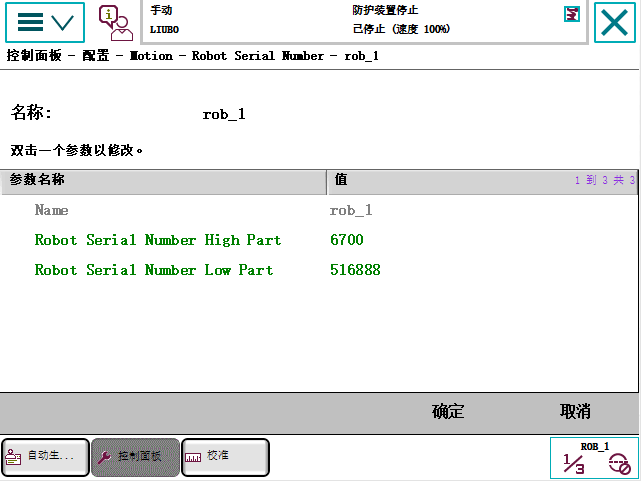 手动
防护装置停止
LIUBO
已停止 (速度 100%)
控制面板 - 配置 - Motion - Robot Serial Number - rob_1
名称:
rob_1
双击一个参数以修改。
参数名称
值
1 到 3 共 3
Name
rob_1
Robot Serial Number High Part
6700
Robot Serial Number Low Part
516888
确定
取消
自动生...
控制面板
校准
ROB_1
1/3